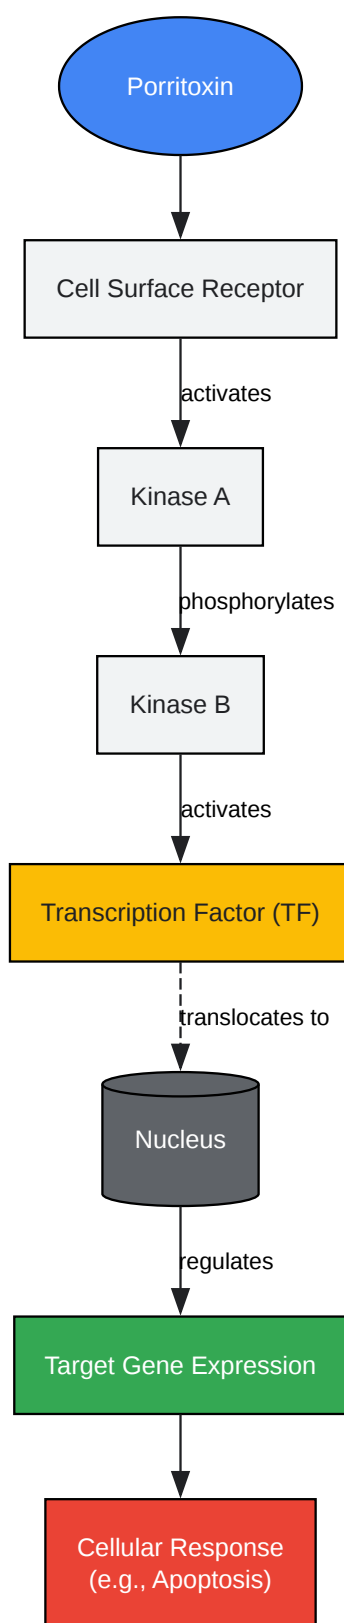 Porritoxin
Cell Surface Receptor
activates
Kinase A
phosphorylates
Kinase B
activates
Transcription Factor (TF)
translocates to
Nucleus
regulates
Target Gene Expression
Cellular Response
(e.g., Apoptosis)